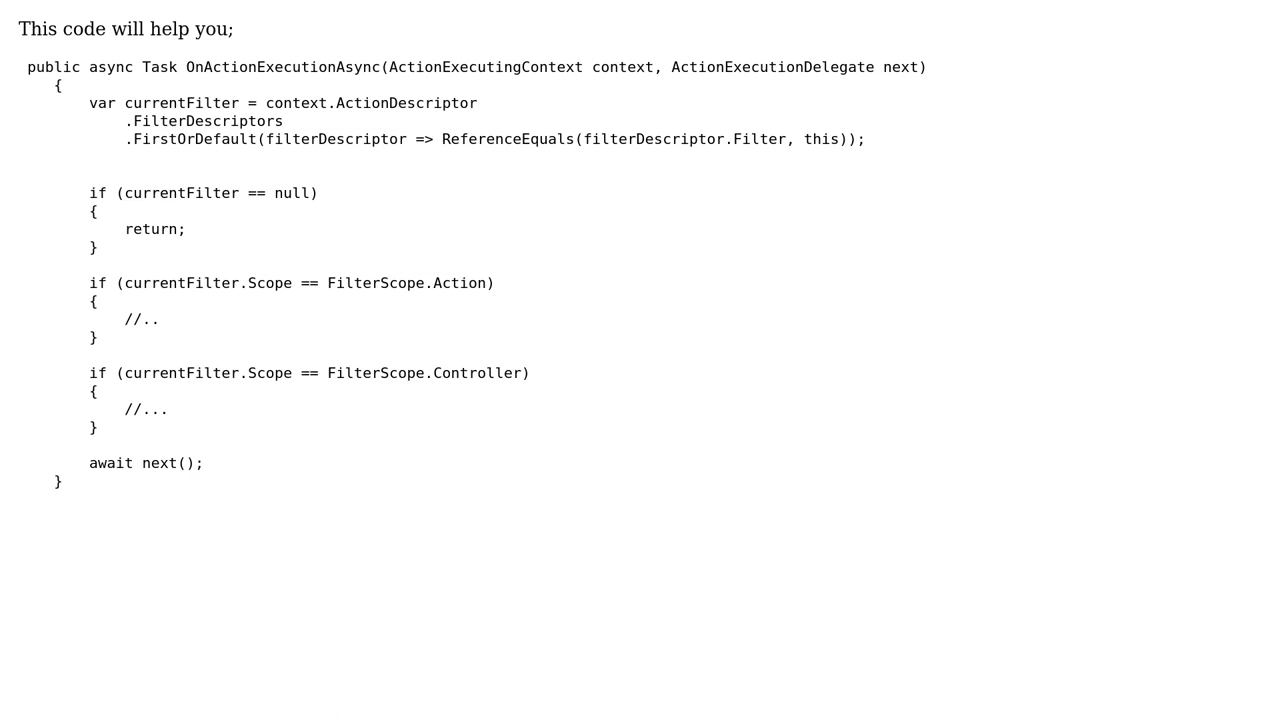 This code will help you;
 public async Task OnActionExecutionAsync(ActionExecutingContext context, ActionExecutionDelegate next)
    {
        var currentFilter = context.ActionDescriptor
            .FilterDescriptors
            .FirstOrDefault(filterDescriptor => ReferenceEquals(filterDescriptor.Filter, this));


        if (currentFilter == null)
        {
            return;
        }

        if (currentFilter.Scope == FilterScope.Action)
        {
            //..
        }

        if (currentFilter.Scope == FilterScope.Controller)
        {
            //...
        }

        await next();
    }